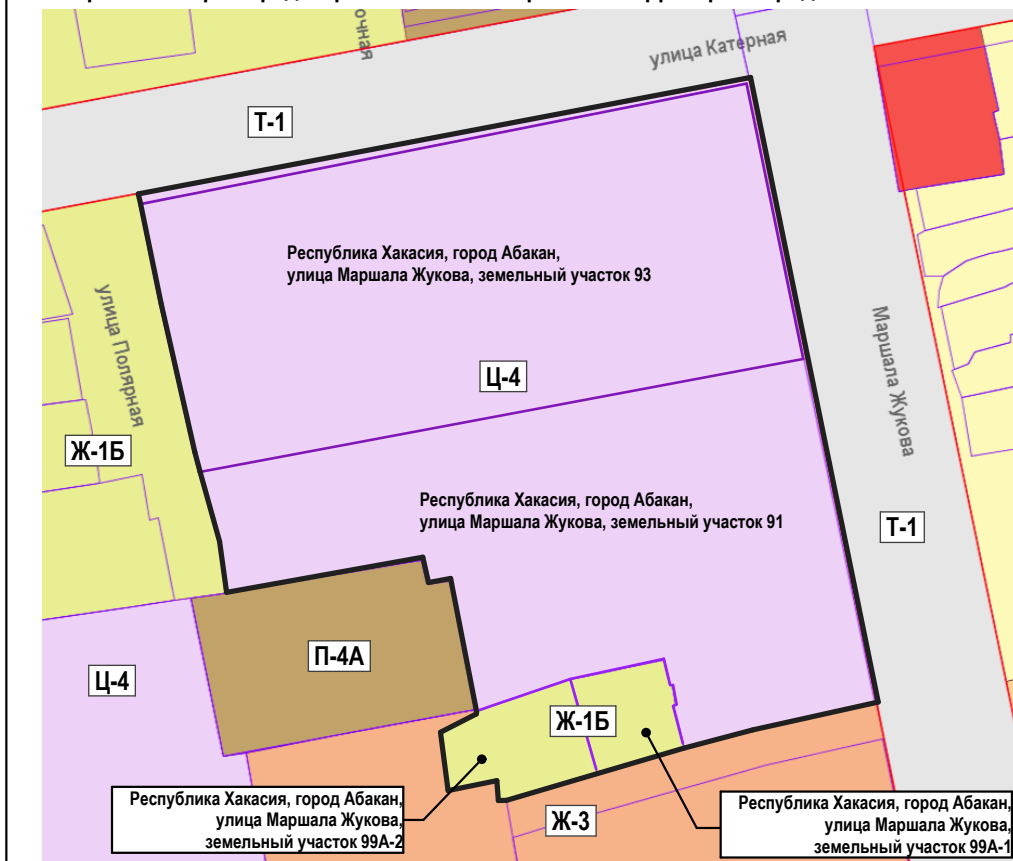 очная
улица Катерная
Т-1
Республика Хакасия, город Абакан,
улица Маршала Жукова, земельный участок 93
улица Полярная
Маршала Жукова
Ц-4
Ж-1Б
Республика Хакасия, город Абакан,
улица Маршала Жукова, земельный участок 91
Т-1
П-4А
Ц-4
Ж-1Б
Республика Хакасия, город Абакан,
улица Маршала Жукова,
земельный участок 99А-2
Ж-3
Республика Хакасия, город Абакан,
улица Маршала Жукова,
земельный участок 99А-1